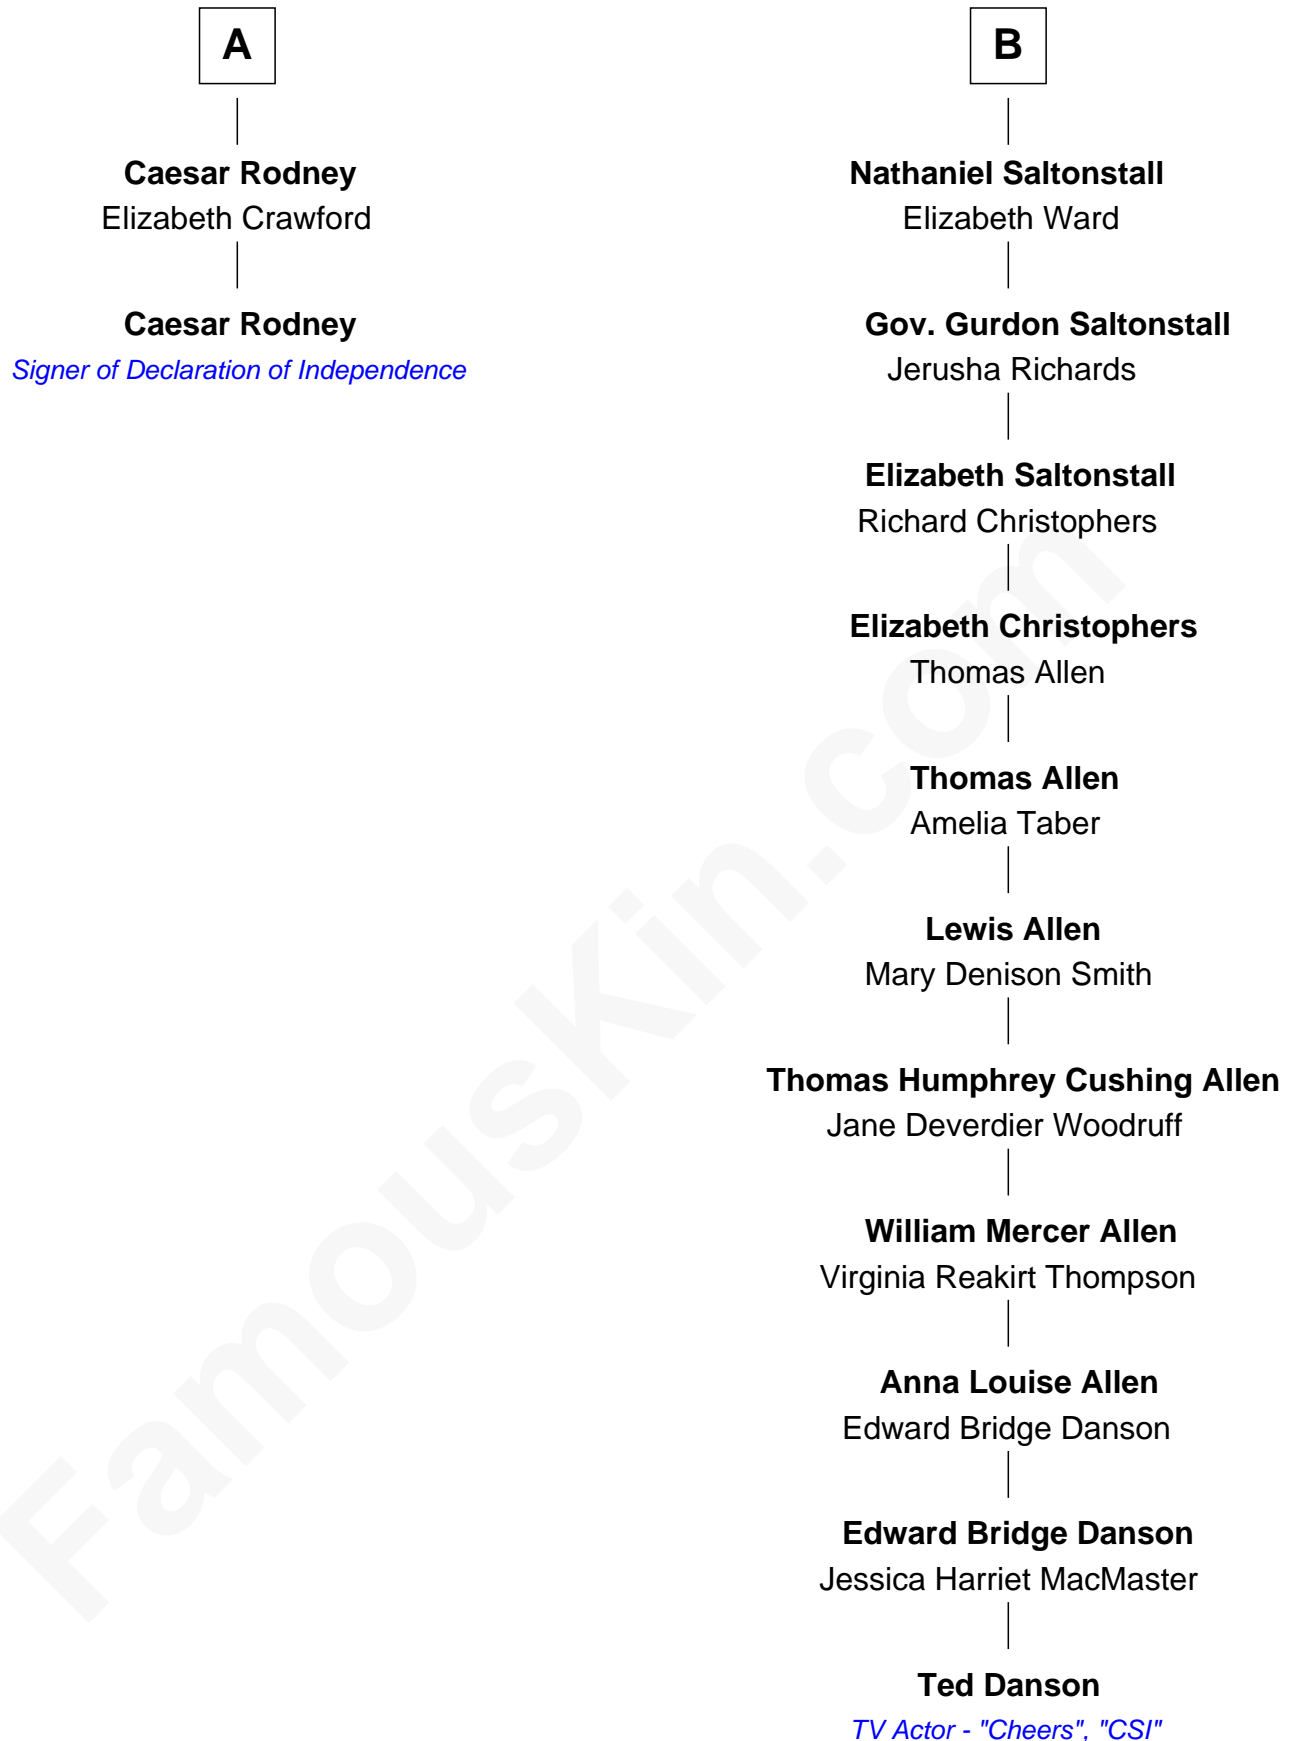 A
Caesar Rodney
Elizabeth Crawford
Caesar Rodney
Signer of Declaration of Independence
B
Nathaniel Saltonstall
Elizabeth Ward
Gov. Gurdon Saltonstall
Jerusha Richards
Elizabeth Saltonstall
Richard Christophers
Elizabeth Christophers
Thomas Allen
Thomas Allen
Amelia Taber
Lewis Allen
Mary Denison Smith
Thomas Humphrey Cushing Allen
Jane Deverdier Woodruff
William Mercer Allen
Virginia Reakirt Thompson
Anna Louise Allen
Edward Bridge Danson
Edward Bridge Danson
Jessica Harriet MacMaster
Ted Danson
TV Actor - "Cheers", "CSI"
FamousKin.com